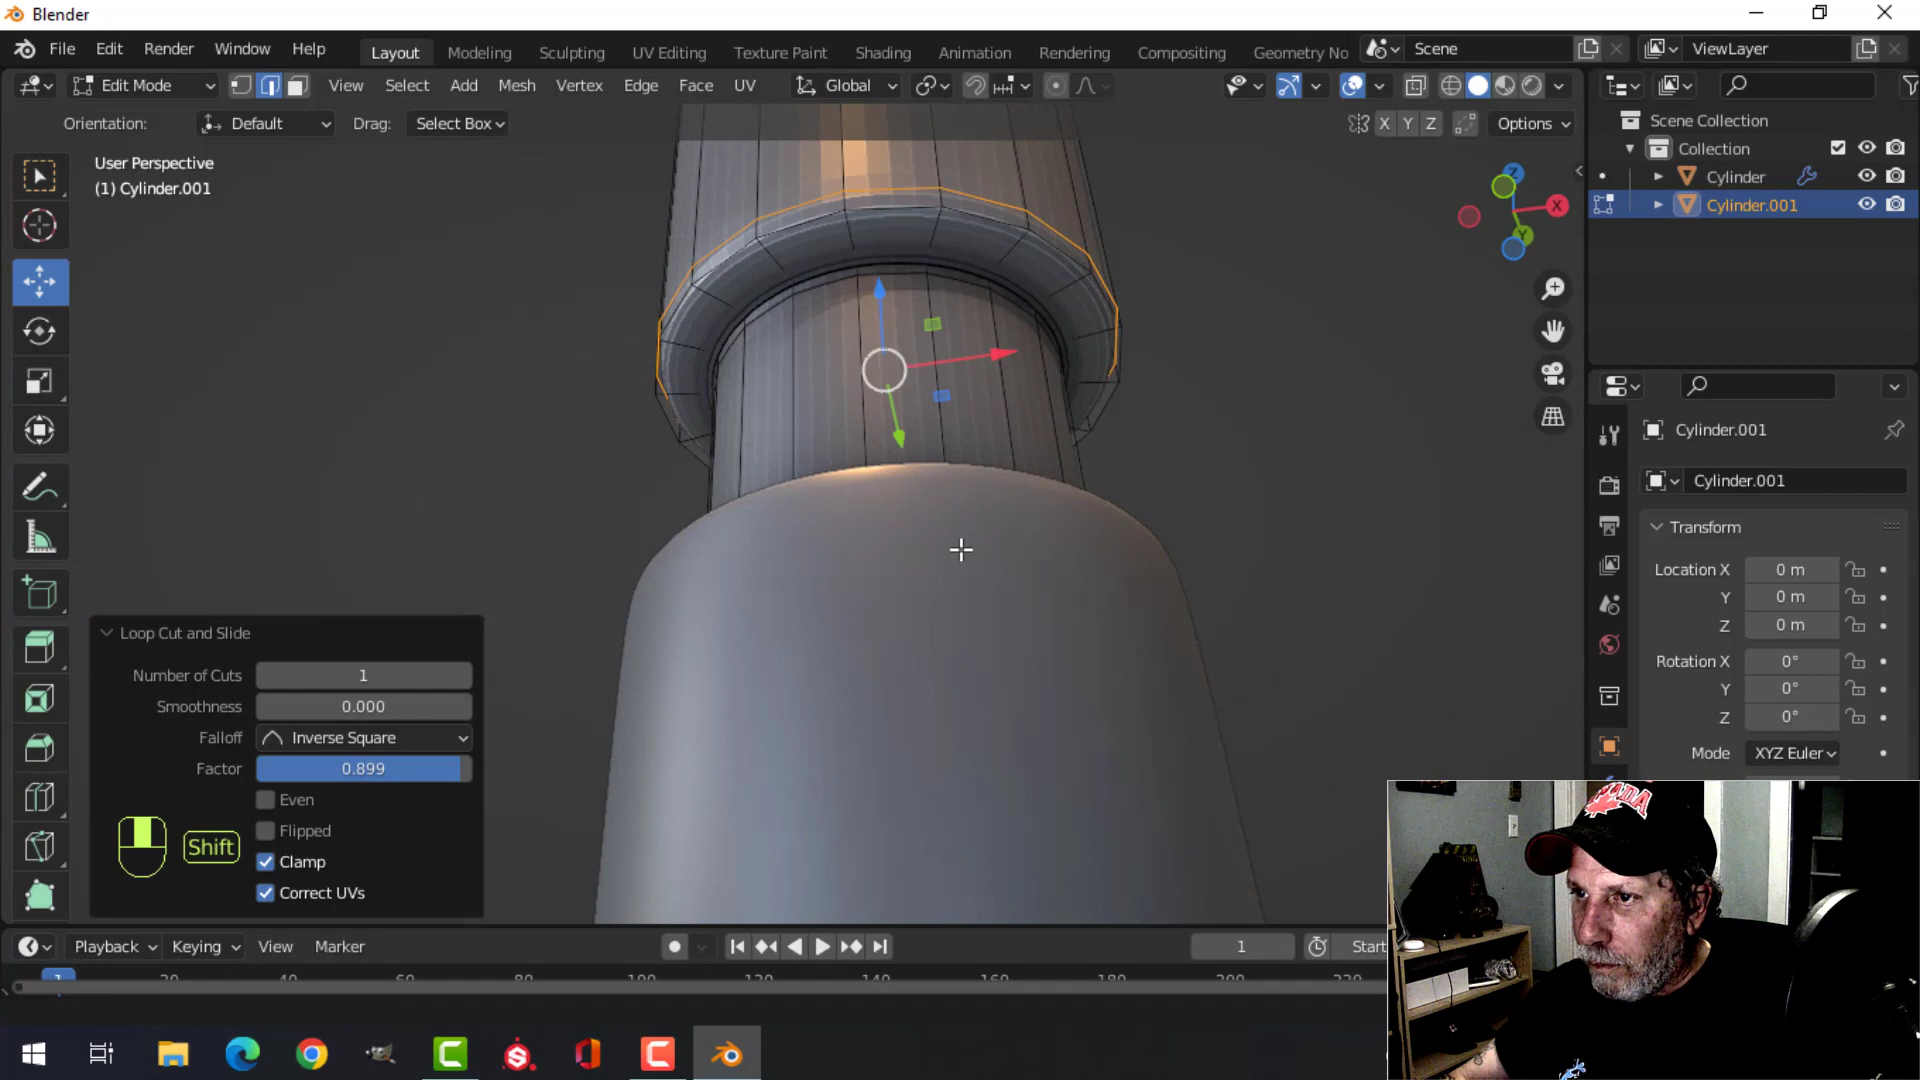 Blender
File Edit Render Window Help
Layout Modeling Sculpting UV Editing Texture Paint Shading Animation Rendering Compositing Geometry No
Scene
ViewLayer
Edit Mode
View Select Add Mesh Vertex Edge Face UV
Global
Orientation: Default Drag: Select Box
X Y Z Options
User Perspective
(1) Cylinder.001
Scene Collection
Collection
Cylinder
Cylinder.001
Z
X
Y
Cylinder.001
Cylinder.001
Transform
Location X 0 m
Y 0 m
Z 0 m
Rotation X 0°
Y 0°
Z 0°
Mode XYZ Euler
Loop Cut and Slide
Number of Cuts 1
Smoothness 0.000
Falloff Inverse Square
Factor 0.899
Even
Flipped
Clamp
Correct UVs
Shift
Playback Keying View Marker
1 Start
1